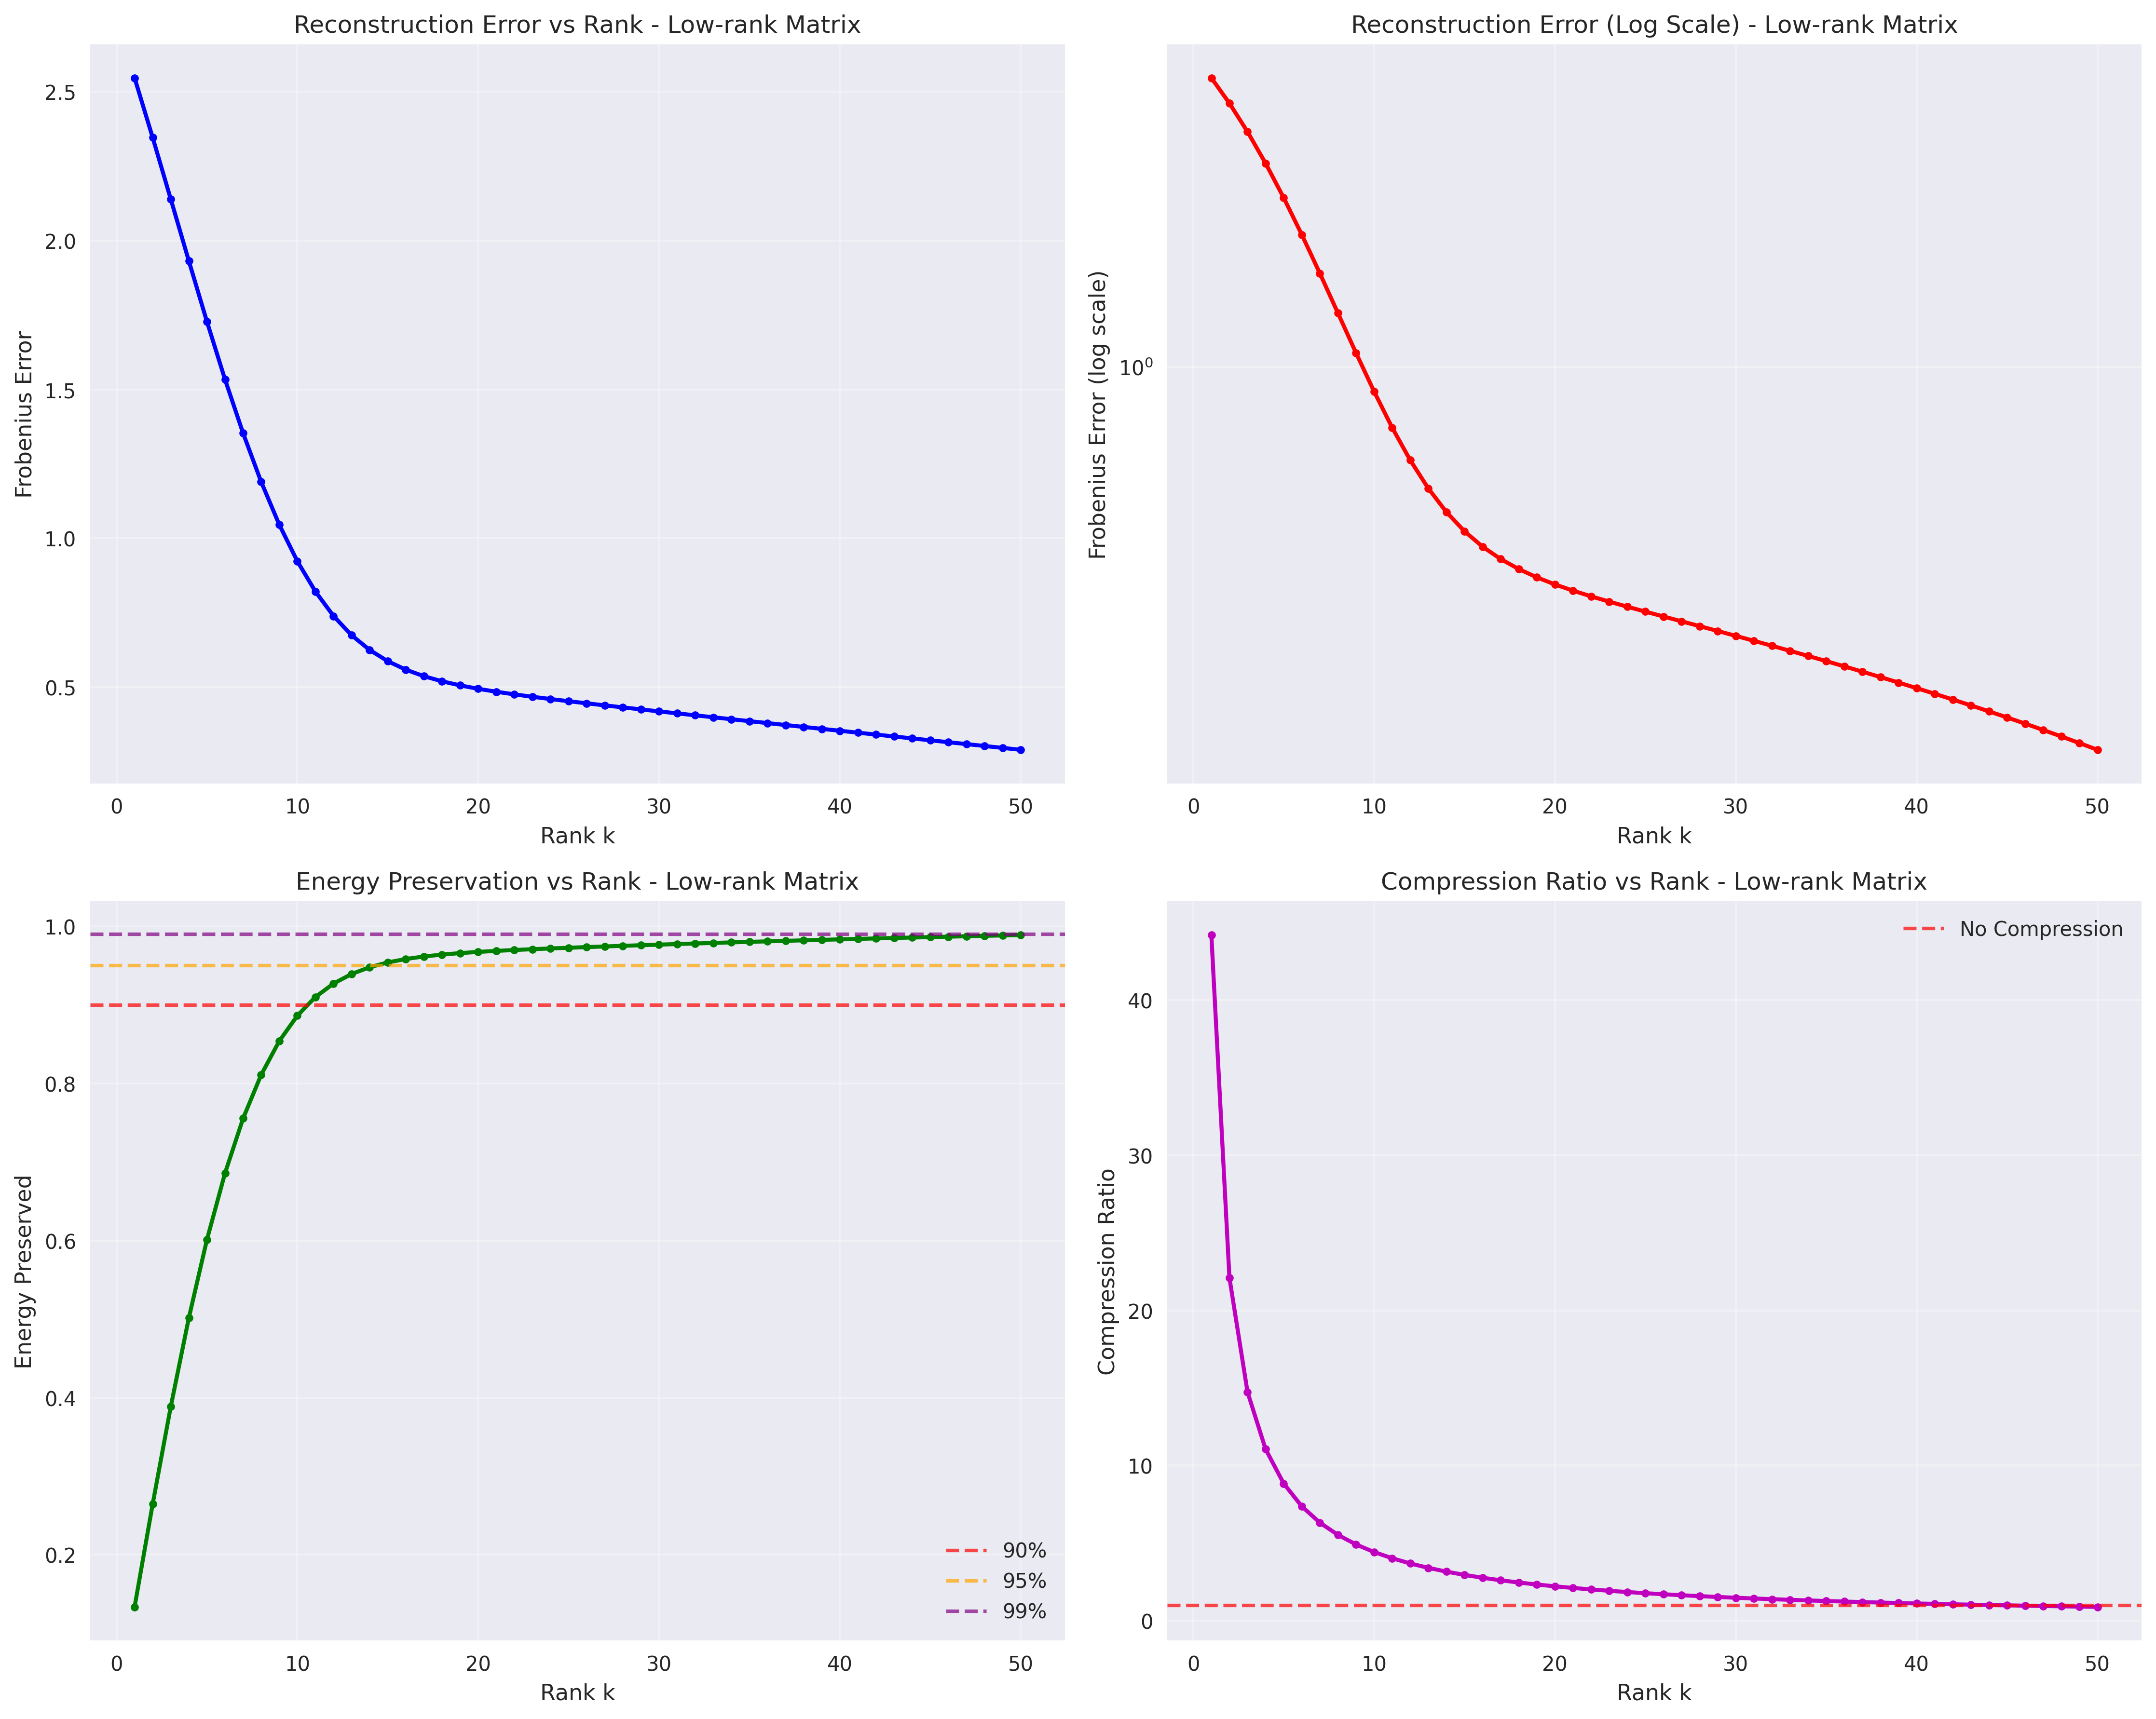 Reconstruction Error vs Rank - Low-rank Matrix
Frobenius Error
2.5
2.0
1.5
1.0
0.5
0 10 20 30 40 50
Rank k
Reconstruction Error (Log Scale) - Low-rank Matrix
Frobenius Error (log scale)
10⁰
0 10 20 30 40 50
Rank k
Energy Preservation vs Rank - Low-rank Matrix
Energy Preserved
1.0
0.8
0.6
0.4
0.2
90%
95%
99%
0 10 20 30 40 50
Rank k
Compression Ratio vs Rank - Low-rank Matrix
No Compression
Compression Ratio
40
30
20
10
0
0 10 20 30 40 50
Rank k